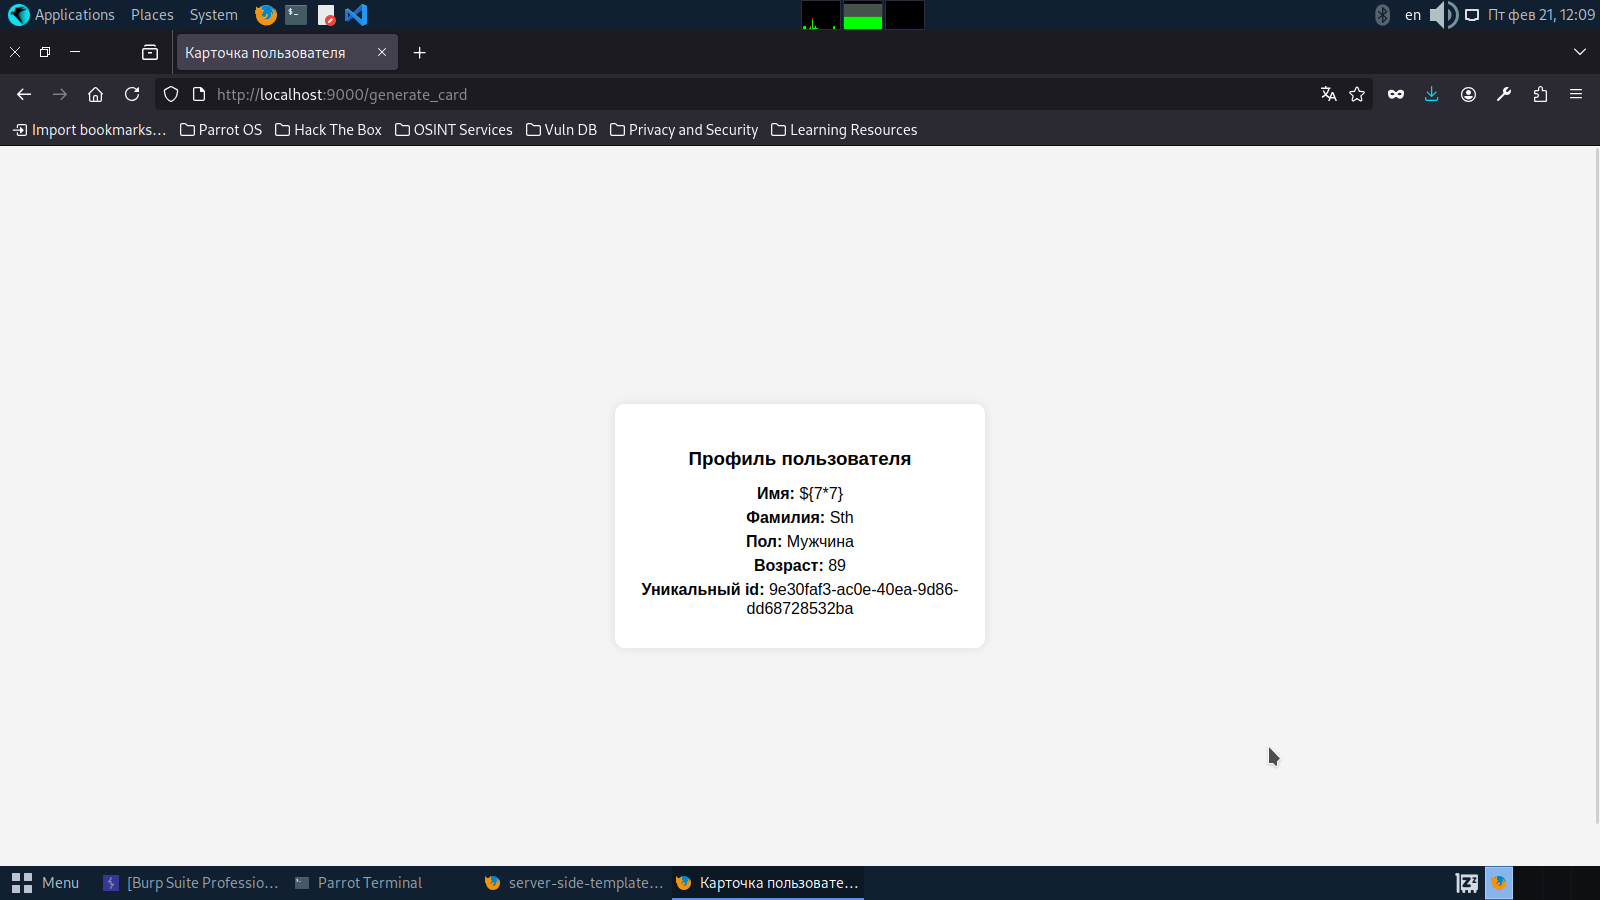 Applications Places System en Пт фев 21, 12:09
Карточка пользователя
http://localhost:9000/generate_card
Import bookmarks... Parrot OS Hack The Box OSINT Services Vuln DB Privacy and Security Learning Resources
Профиль пользователя
Имя: ${7*7}
Фамилия: Sth
Пол: Мужчина
Возраст: 89
Уникальный id: 9e30faf3-ac0e-40ea-9d86-
dd68728532ba
Menu [Burp Suite Professio... Parrot Terminal server-side-template... Карточка пользовате...